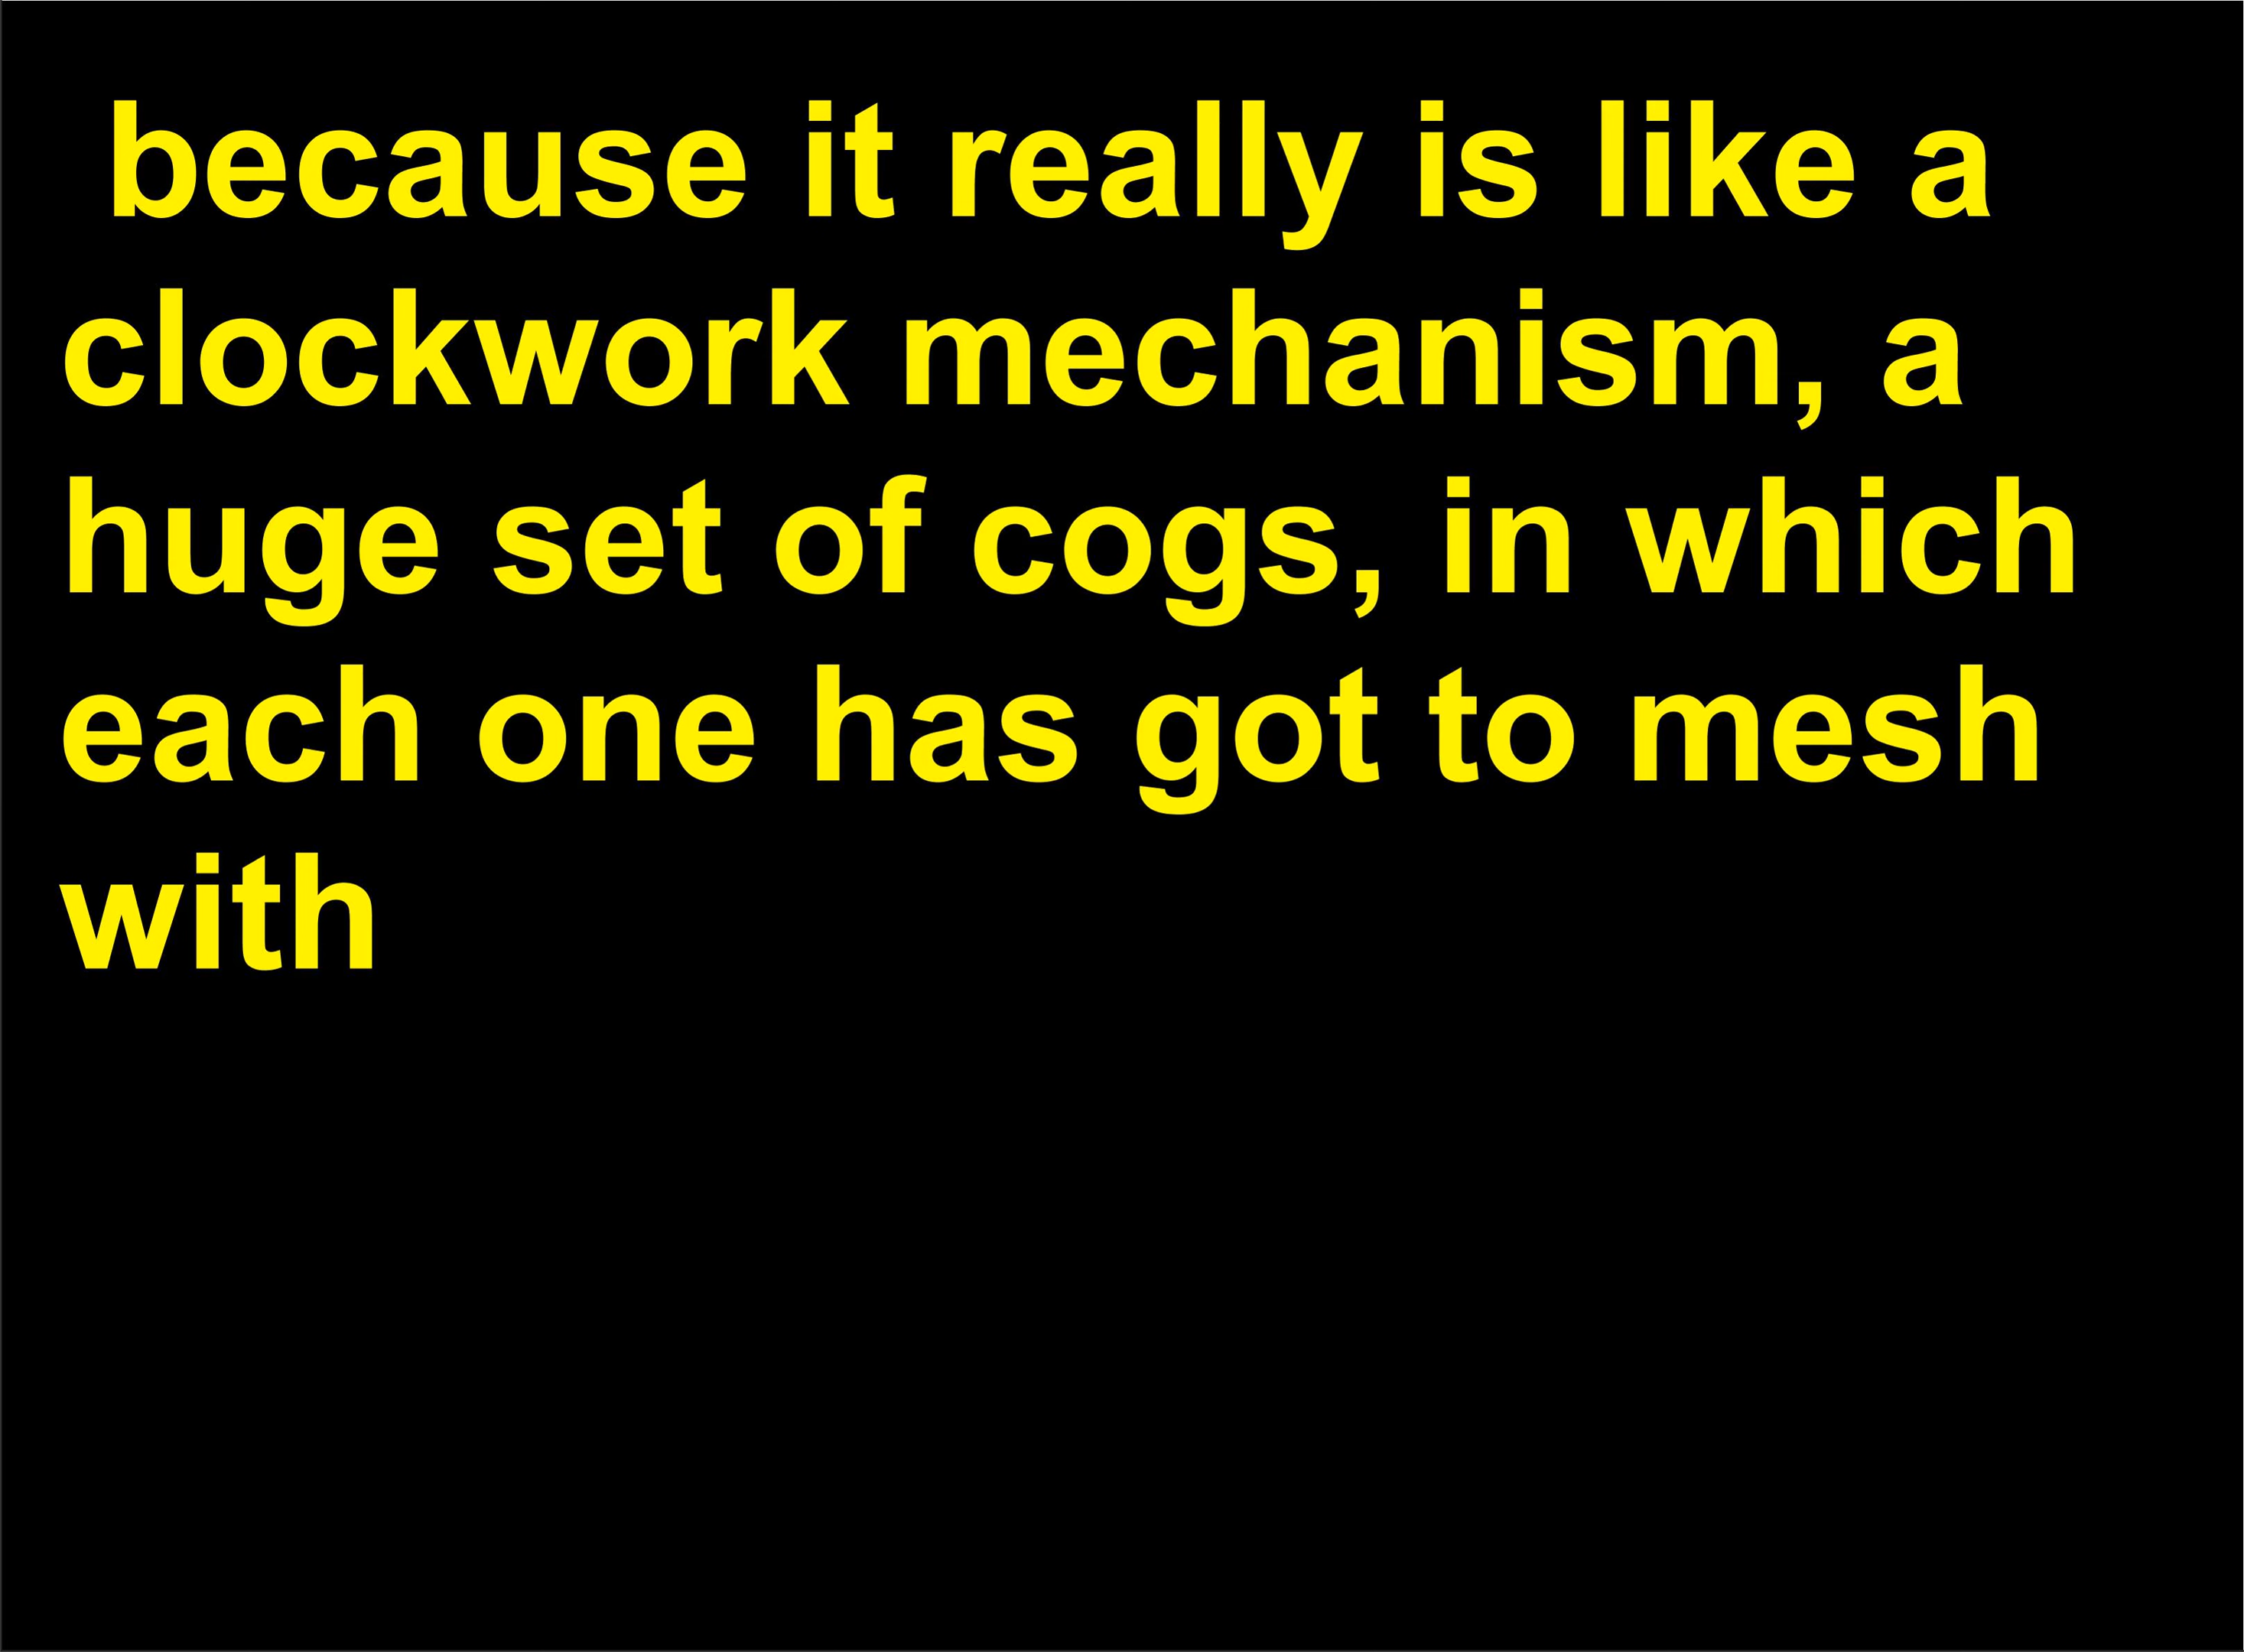 because it really is like a
clockwork mechanism, a
huge set of cogs, in which
each one has got to mesh
with